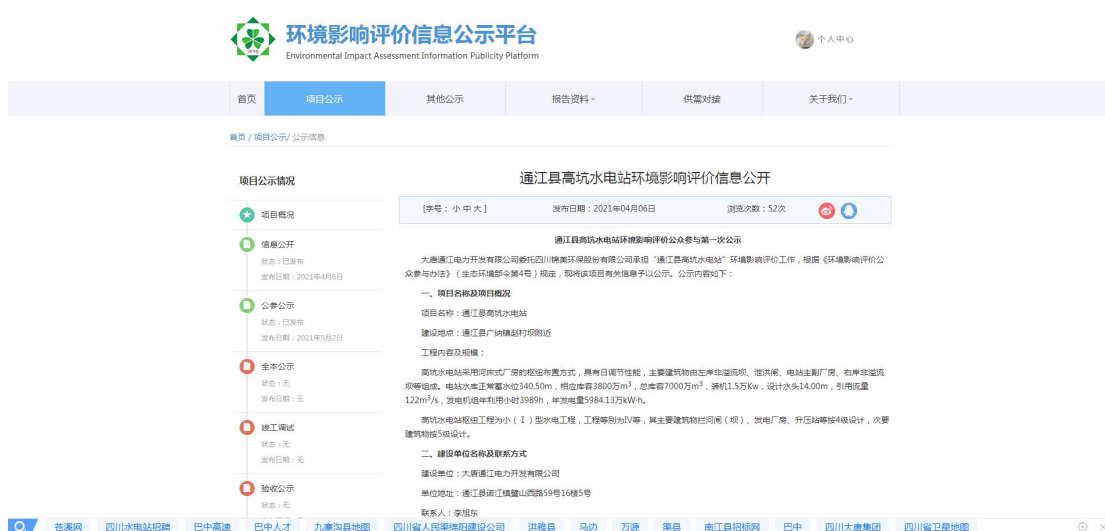 环境影响评价信息公示平台
Environmental Impact Assessment Information Publicity Platform
个人中心
首页 项目公示 其他公示 报告资料 供需对接 关于我们
首页 / 项目公示/ 公示信息
项目公示情况
项目概况
信息公开
状态：已发布
发布日期：2021年4月6日
公参公示
状态：已发布
发布日期：2021年5月7日
全本公示
状态：无
发布日期：无
竣工调试
状态：无
发布日期：无
验收公示
状态：无
通江县高坑水电站环境影响评价信息公开
[字号： 小 中 大 ] 发布日期：2021年04月06日 浏览次数：52次
通江县高坑水电站环境影响评价公众参与第一次公示
大唐通江电力开发有限公司委托四川锦美环保股份有限公司承担“通江县高坑水电站”环境影响评价工作，根据《环境影响评价公
众参与办法》（生态环境部令第4号）规定，现将该项目有关信息予以公示。公示内容如下：
一、项目名称及项目概况
项目名称：通江县高坑水电站
建设地点：通江县广纳镇赵村坝附近
工程内容及规模：
高坑水电站采用河床式厂房的枢纽布置方式，具有日调节性能，主要建筑物由左岸非溢流坝、泄洪闸、电站主副厂房、右岸非溢流
坝等组成。电站水库正常蓄水位340.50m，相应库容3800万m³，总库容7000万m³，装机1.5万Kw，设计水头14.00m，引用流量
122m³/s，发电机组年利用小时3989h，年发电量5984.13万kW·h。
高坑水电站枢纽工程为小（Ⅰ）型水电工程，工程等别为IV等，其主要建筑物拦河闸（坝）、发电厂房、升压站等按4级设计，次要
建筑物按5级设计。
二、建设单位名称及联系方式
建设单位：大唐通江电力开发有限公司
单位地址：通江县诺江镇璧山西路59号16楼5号
联系人：李旭东
苍溪网 四川水电站招聘 巴中高速 巴中人才 九寨沟县地图 四川省人民渠绵阳建设公司 洪雅县 马边 万源 渠县 南江县招标网 巴中 四川大唐集团 四川省卫星地图